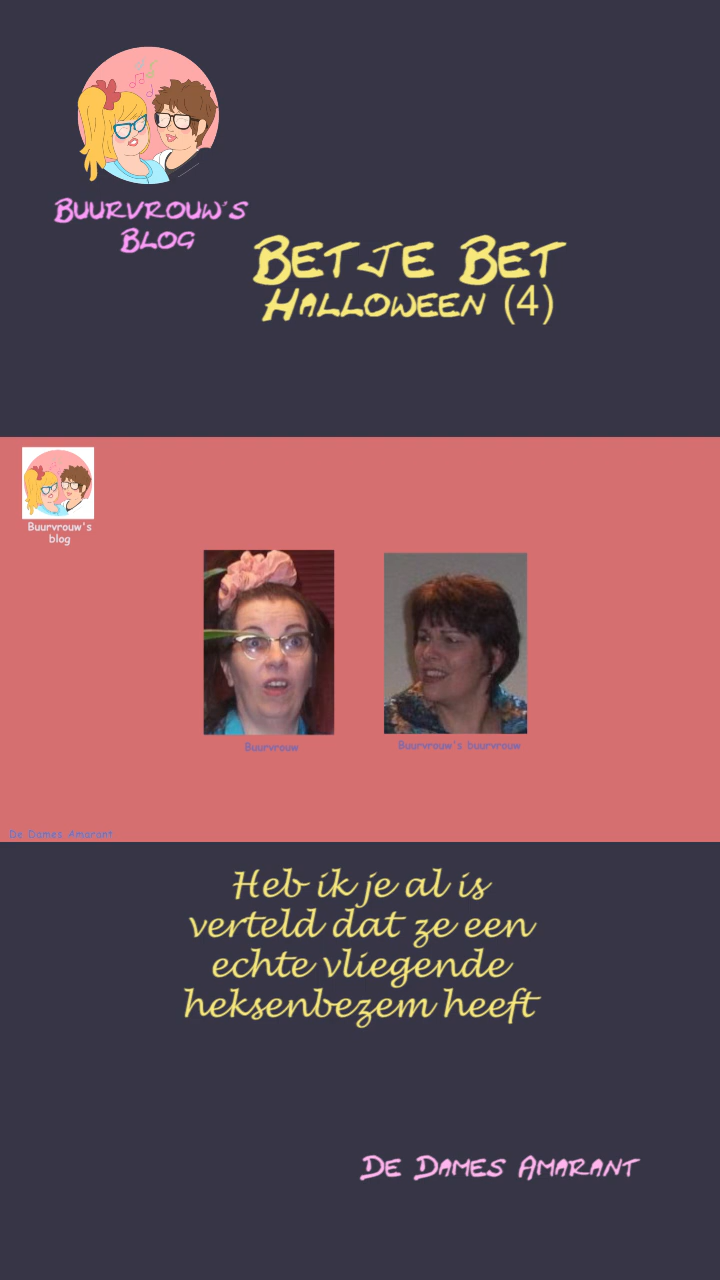 Buurvrouw's
Blog
Betje Bet
Halloween (4)
Buurvrouw's
blog
Buurvrouw
Buurvrouw's buurvrouw
De Dames Amarant
Heb ik je al is
verteld dat ze een
echte vliegende
heksenbezem heeft
De Dames Amarant